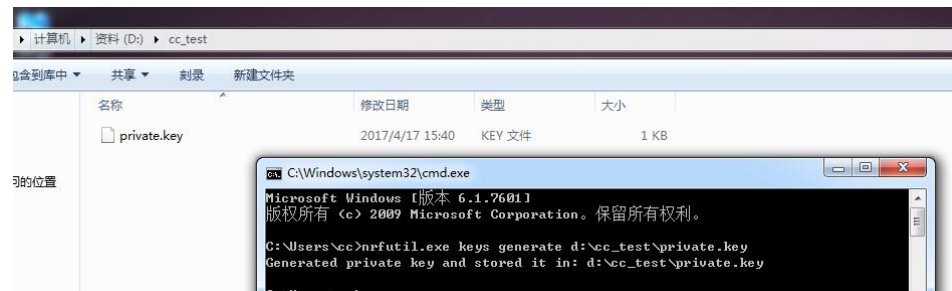 计算机 ▸ 资料 (D:) ▸ cc_test
包含到库中 共享 刻录 新建文件夹
名称 修改日期 类型 大小
private.key 2017/4/17 15:40 KEY 文件 1 KB
问的位置
C:\Windows\system32\cmd.exe
Microsoft Windows [版本 6.1.7601]
版权所有 (c) 2009 Microsoft Corporation。保留所有权利。
C:\Users\cc>nrfutil.exe keys generate d:\cc_test\private.key
Generated private key and stored it in: d:\cc_test\private.key